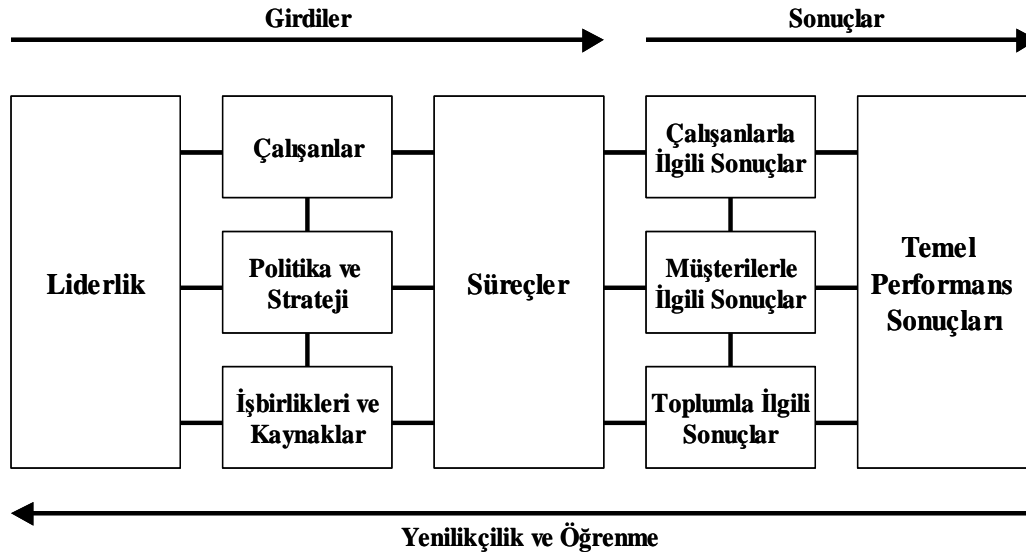 Girdiler
Sonuçlar
Liderlik
Çalışanlar
Politika ve
Strateji
İşbirlikleri ve
Kaynaklar
Süreçler
Çalışanlarla
İlgili Sonuçlar
Müşterilerle
İlgili Sonuçlar
Toplumla İlgili
Sonuçlar
Temel
Performans
Sonuçları
Yenilikçilik ve Öğrenme